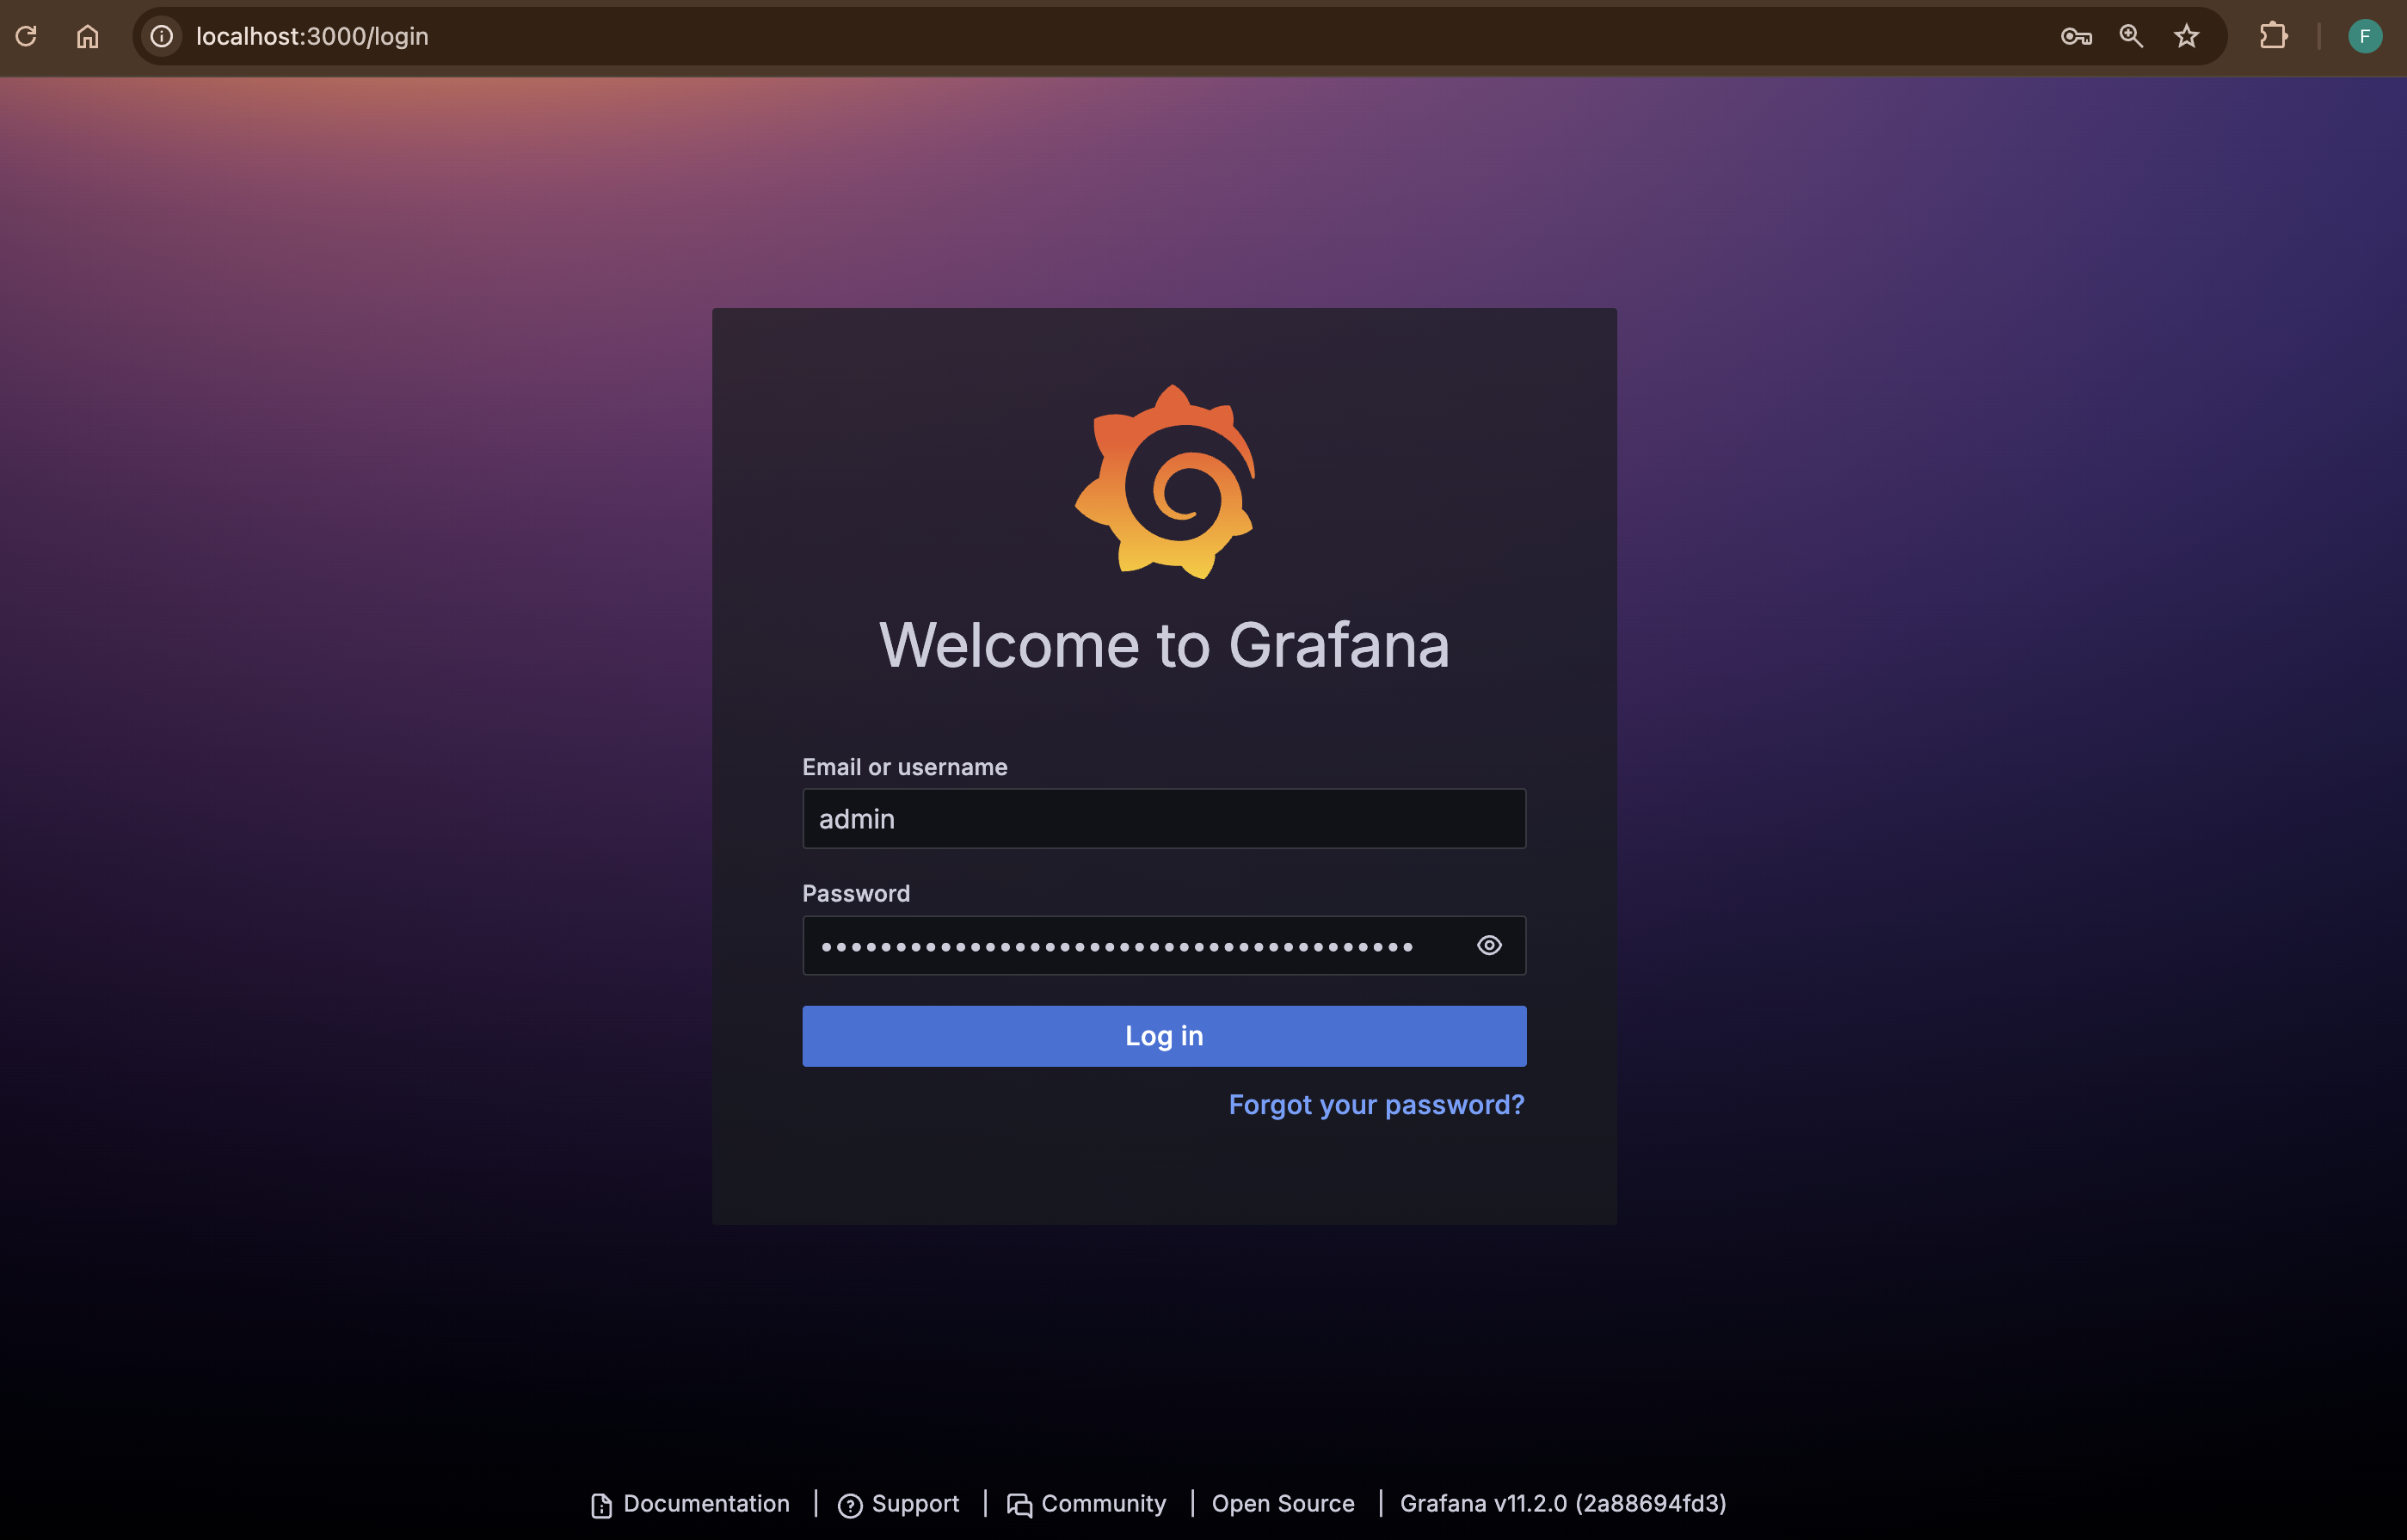 localhost:3000/login
F
Welcome to Grafana
Email or username
admin
Password
••••••••••••••••••••••••••••••••••••••••
Log in
Forgot your password?
Documentation | Support | Community | Open Source | Grafana v11.2.0 (2a88694fd3)